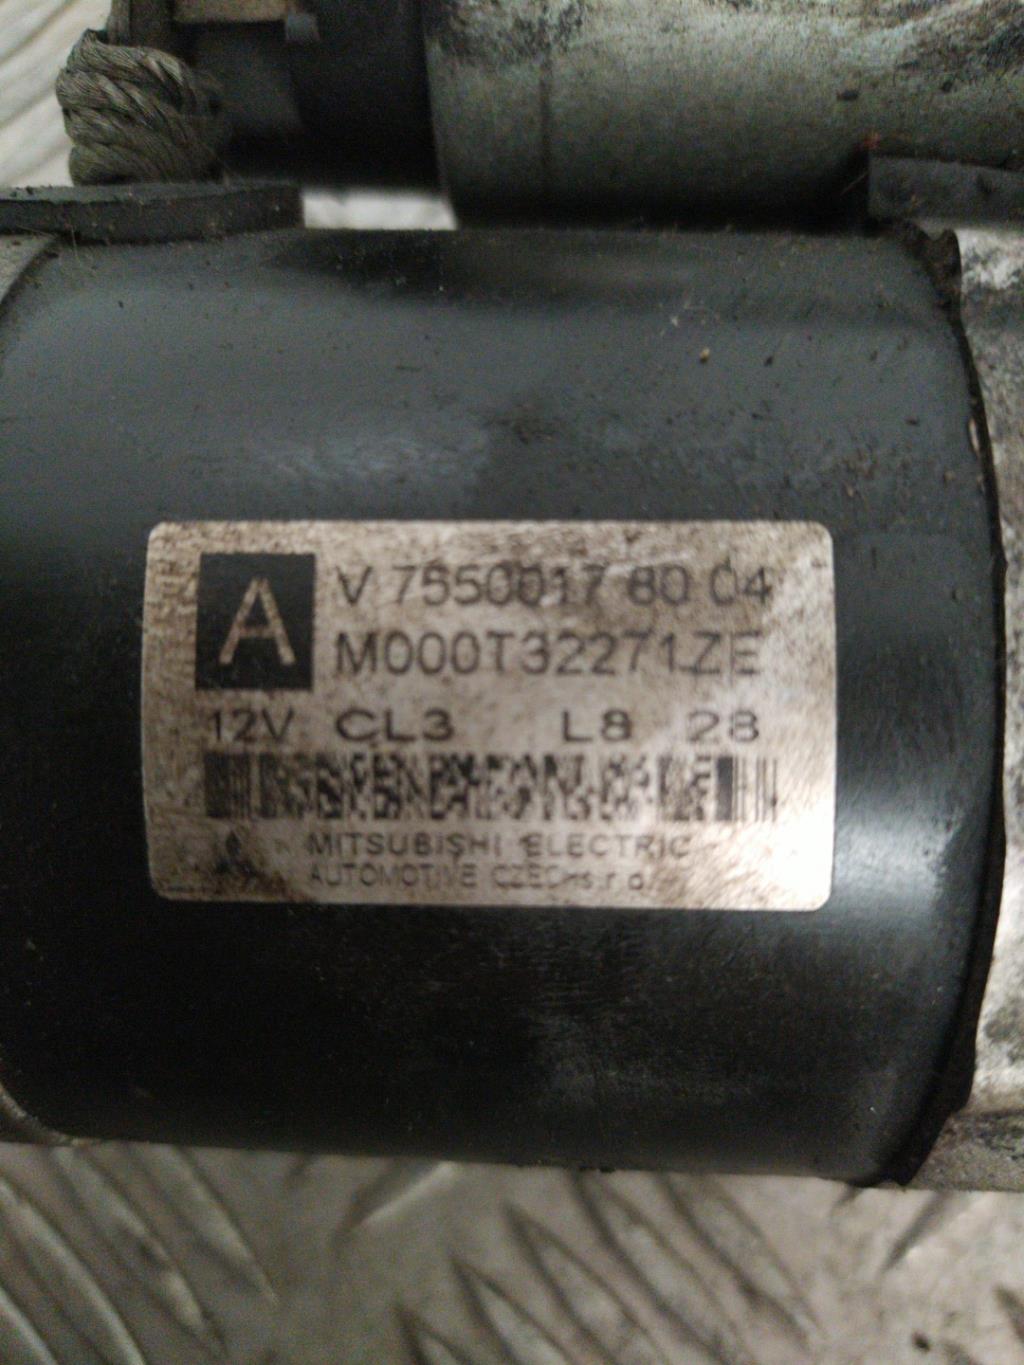 A
V 7550017 80 04
M000T32271ZE
12V CL3 L8 28
MITSUBISHI ELECTRIC
AUTOMOTIVE CZECH s.r.o.